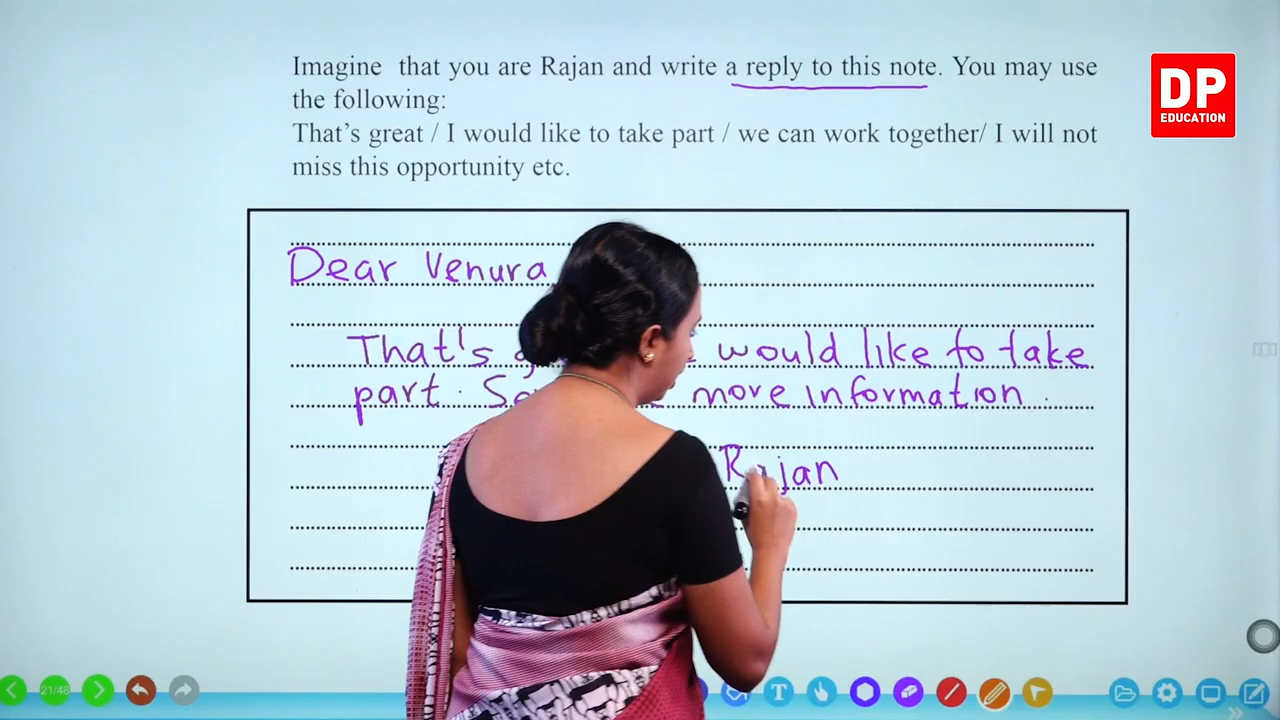 Imagine that you are Rajan and write a reply to this note. You may use
the following:
That's great / I would like to take part / we can work together/ I will not
miss this opportunity etc.
DP
EDUCATION
Dear Venura
That's would like to take
part. more information.
Rajan
21/48